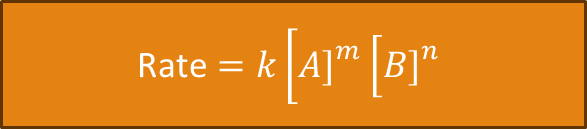 Rate = k [A]^m [B]^n